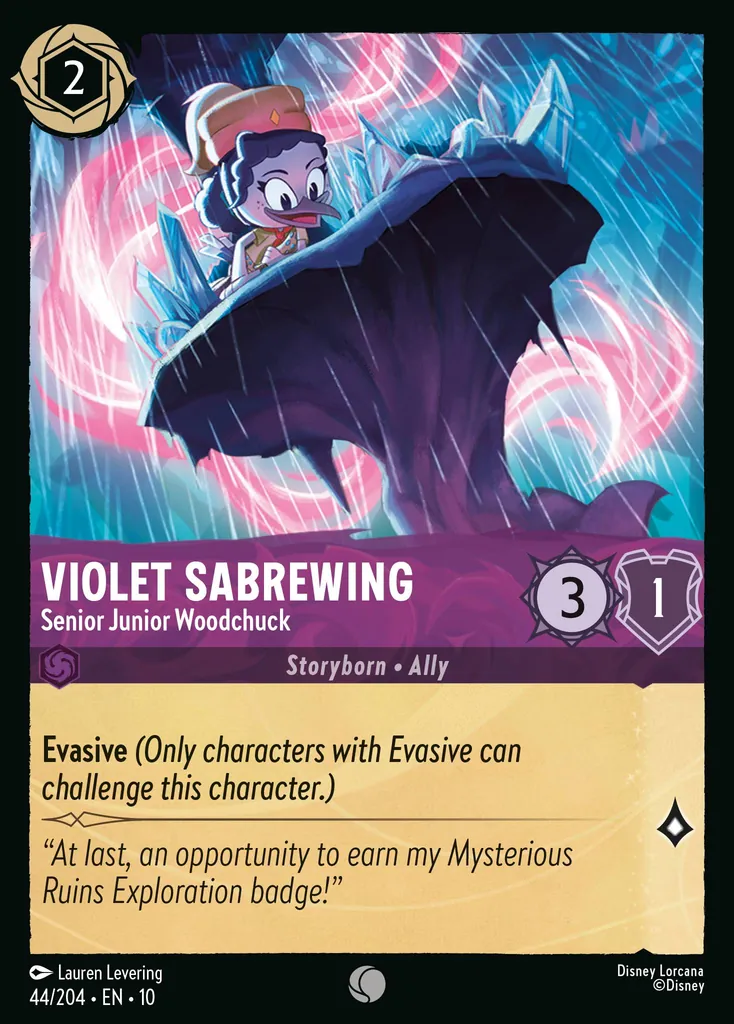 2
VIOLET SABREWING
Senior Junior Woodchuck
3
1
Storyborn • Ally
Evasive (Only characters with Evasive can
challenge this character.)
“At last, an opportunity to earn my Mysterious
Ruins Exploration badge!”
Lauren Levering
44/204 • EN • 10
Disney Lorcana
©Disney